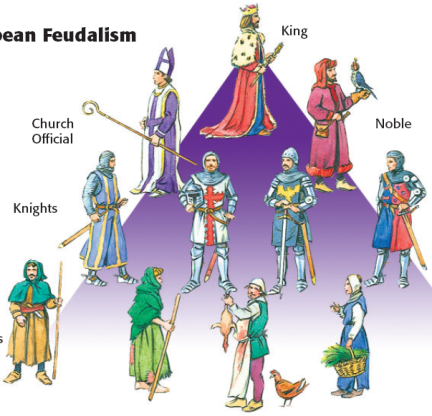 pean Feudalism
King
Church
Official
Noble
Knights
s